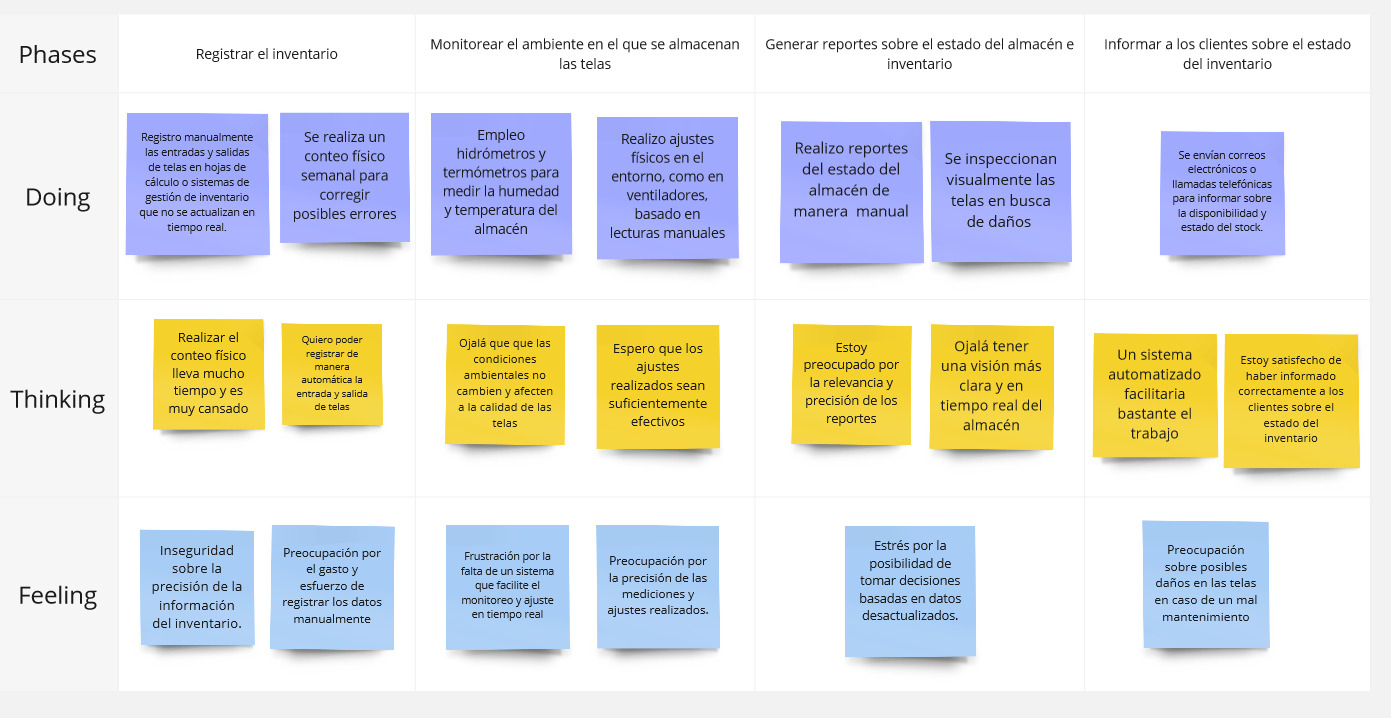 Phases
Registrar el inventario
Monitorear el ambiente en el que se almacenan
las telas
Generar reportes sobre el estado del almacén e
inventario
Informar a los clientes sobre el estado
del inventario
Doing
Registro manualmente
las entradas y salidas
de telas en hojas de
cálculo o sistemas de
gestión de inventario
que no se actualizan en
tiempo real.
Se realiza un
conteo físico
semanal para
corregir
posibles errores
Empleo
hidrómetros y
termómetros para
medir la humedad
y temperatura del
almacén
Realizo ajustes
físicos en el
entorno, como en
ventiladores,
basado en
lecturas manuales
Realizo reportes
del estado del
almacén de
manera manual
Se inspeccionan
visualmente las
telas en busca
de daños
Se envían correos
electrónicos o
llamadas telefónicas
para informar sobre
la disponibilidad y
estado del stock.
Thinking
Realizar el
conteo físico
lleva mucho
tiempo y es
muy cansado
Quiero poder
registrar de
manera
automática la
entrada y salida
de telas
Ojalá que que las
condiciones
ambientales no
cambien y afecten
a la calidad de las
telas
Espero que los
ajustes
realizados sean
suficientemente
efectivos
Estoy
preocupado por
la relevancia y
precisión de los
reportes
Ojalá tener
una visión más
clara y en
tiempo real del
almacén
Un sistema
automatizado
facilitaria
bastante el
trabajo
Estoy satisfecho de
haber informado
correctamente a los
clientes sobre el
estado del
inventario
Feeling
Inseguridad
sobre la
precisión de la
información
del inventario.
Preocupación por
el gasto y
esfuerzo de
registrar los datos
manualmente
Frustración por la
falta de un sistema
que facilite el
monitoreo y ajuste
en tiempo real
Preocupación por
la precisión de las
mediciones y
ajustes realizados.
Estrés por la
posibilidad de
tomar decisiones
basadas en datos
desactualizados.
Preocupación
sobre posibles
daños en las telas
en caso de un mal
mantenimiento